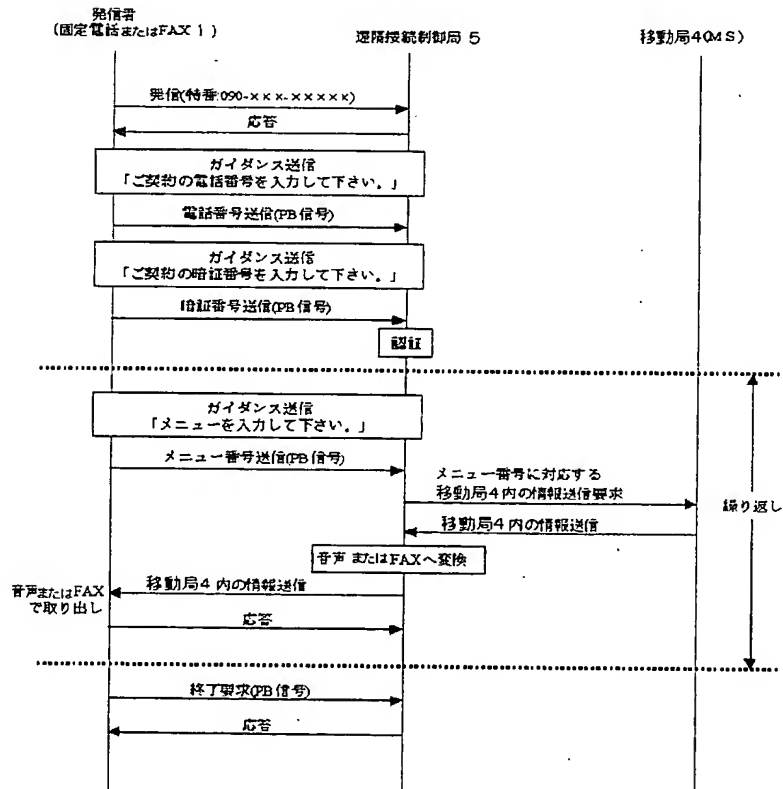 発信者
(固定電話またはFAX 1)
遠隔接続制御局 5
移動局4(MS)
発信(特番:090-×××-×××××)
応答
ガイダンス送信
「ご契約の電話番号を入力して下さい。」
電話番号送信(PB信号)
ガイダンス送信
「ご契約の暗証番号を入力して下さい。」
暗証番号送信(PB信号)
認証
ガイダンス送信
「メニューを入力して下さい。」
メニュー番号送信(PB信号)
メニュー番号に対応する
移動局4内の情報送信要求
繰り返し
移動局4内の情報送信
音声またはFAXへ変換
移動局4内の情報送信
音声またはFAX
で取り出し
応答
終了要求(PB信号)
応答